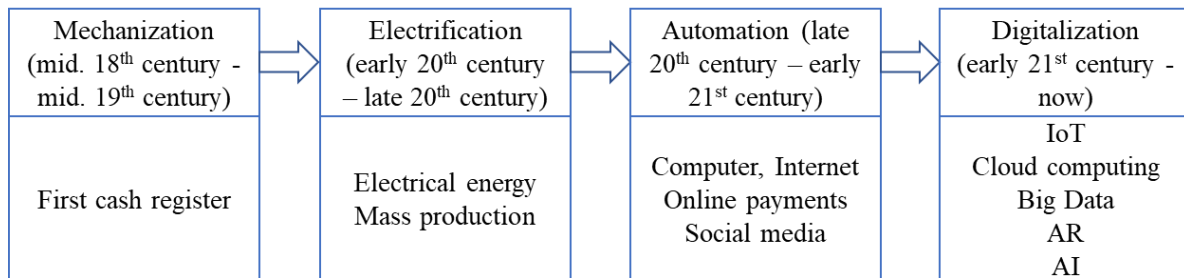 Mechanization
(mid. 18th century -
mid. 19th century)
Electrification
(early 20th century
– late 20th century)
Automation (late
20th century – early
21st century)
Digitalization
(early 21st century -
now)
First cash register
Electrical energy
Mass production
Computer, Internet
Online payments
Social media
IoT
Cloud computing
Big Data
AR
AI